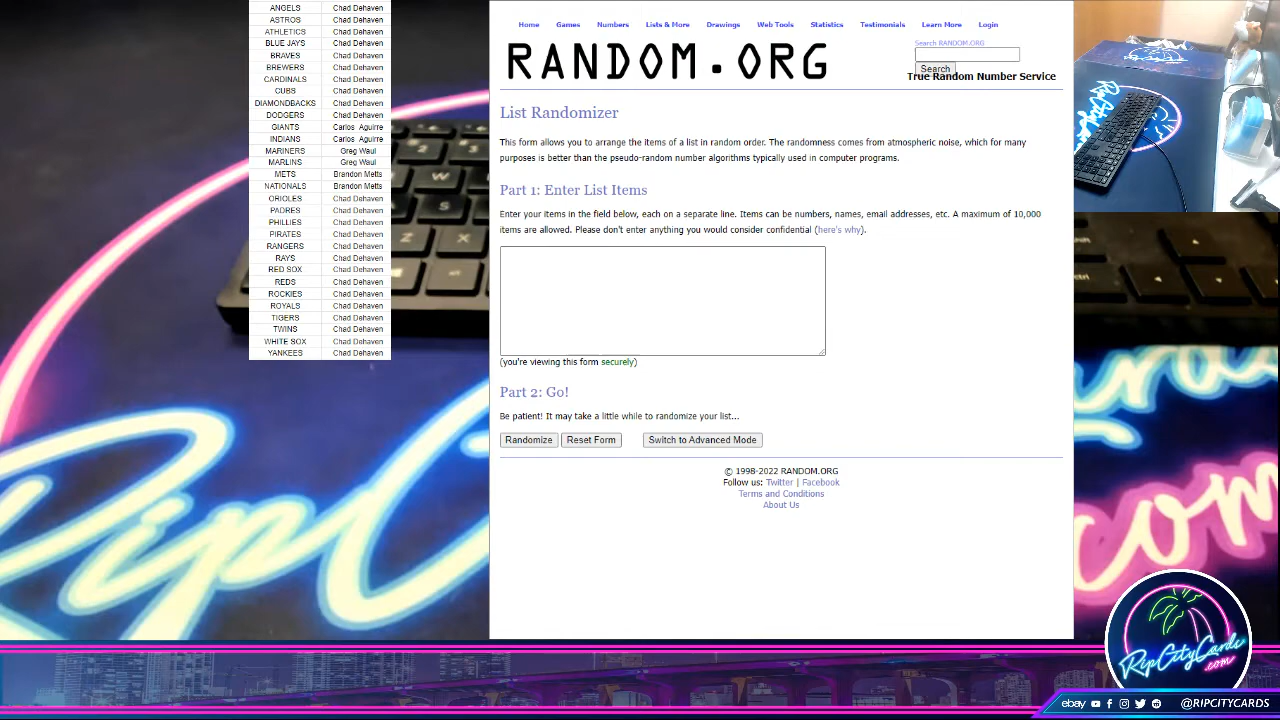 ANGELS Chad Dehaven
ASTROS Chad Dehaven
ATHLETICS Chad Dehaven
BLUE JAYS Chad Dehaven
BRAVES Chad Dehaven
BREWERS Chad Dehaven
CARDINALS Chad Dehaven
CUBS Chad Dehaven
DIAMONDBACKS Chad Dehaven
DODGERS Chad Dehaven
GIANTS Carlos Aguirre
INDIANS Carlos Aguirre
MARINERS Greg Waul
MARLINS Greg Waul
METS Brandon Metts
NATIONALS Brandon Metts
ORIOLES Chad Dehaven
PADRES Chad Dehaven
PHILLIES Chad Dehaven
PIRATES Chad Dehaven
RANGERS Chad Dehaven
RAYS Chad Dehaven
RED SOX Chad Dehaven
REDS Chad Dehaven
ROCKIES Chad Dehaven
ROYALS Chad Dehaven
TIGERS Chad Dehaven
TWINS Chad Dehaven
WHITE SOX Chad Dehaven
YANKEES Chad Dehaven
Home Games Numbers Lists & More Drawings Web Tools Statistics Testimonials Learn More Login
RANDOM.ORG
Search RANDOM.ORG
Search
True Random Number Service
List Randomizer
This form allows you to arrange the items of a list in random order. The randomness comes from atmospheric noise, which for many
purposes is better than the pseudo-random number algorithms typically used in computer programs.
Part 1: Enter List Items
Enter your items in the field below, each on a separate line. Items can be numbers, names, email addresses, etc. A maximum of 10,000
items are allowed. Please don't enter anything you would consider confidential (here's why).
(you're viewing this form securely)
Part 2: Go!
Be patient! It may take a little while to randomize your list...
Randomize Reset Form Switch to Advanced Mode
© 1998-2022 RANDOM.ORG
Follow us: Twitter | Facebook
Terms and Conditions
About Us
RipCityCards
.com
ebay @RIPCITYCARDS